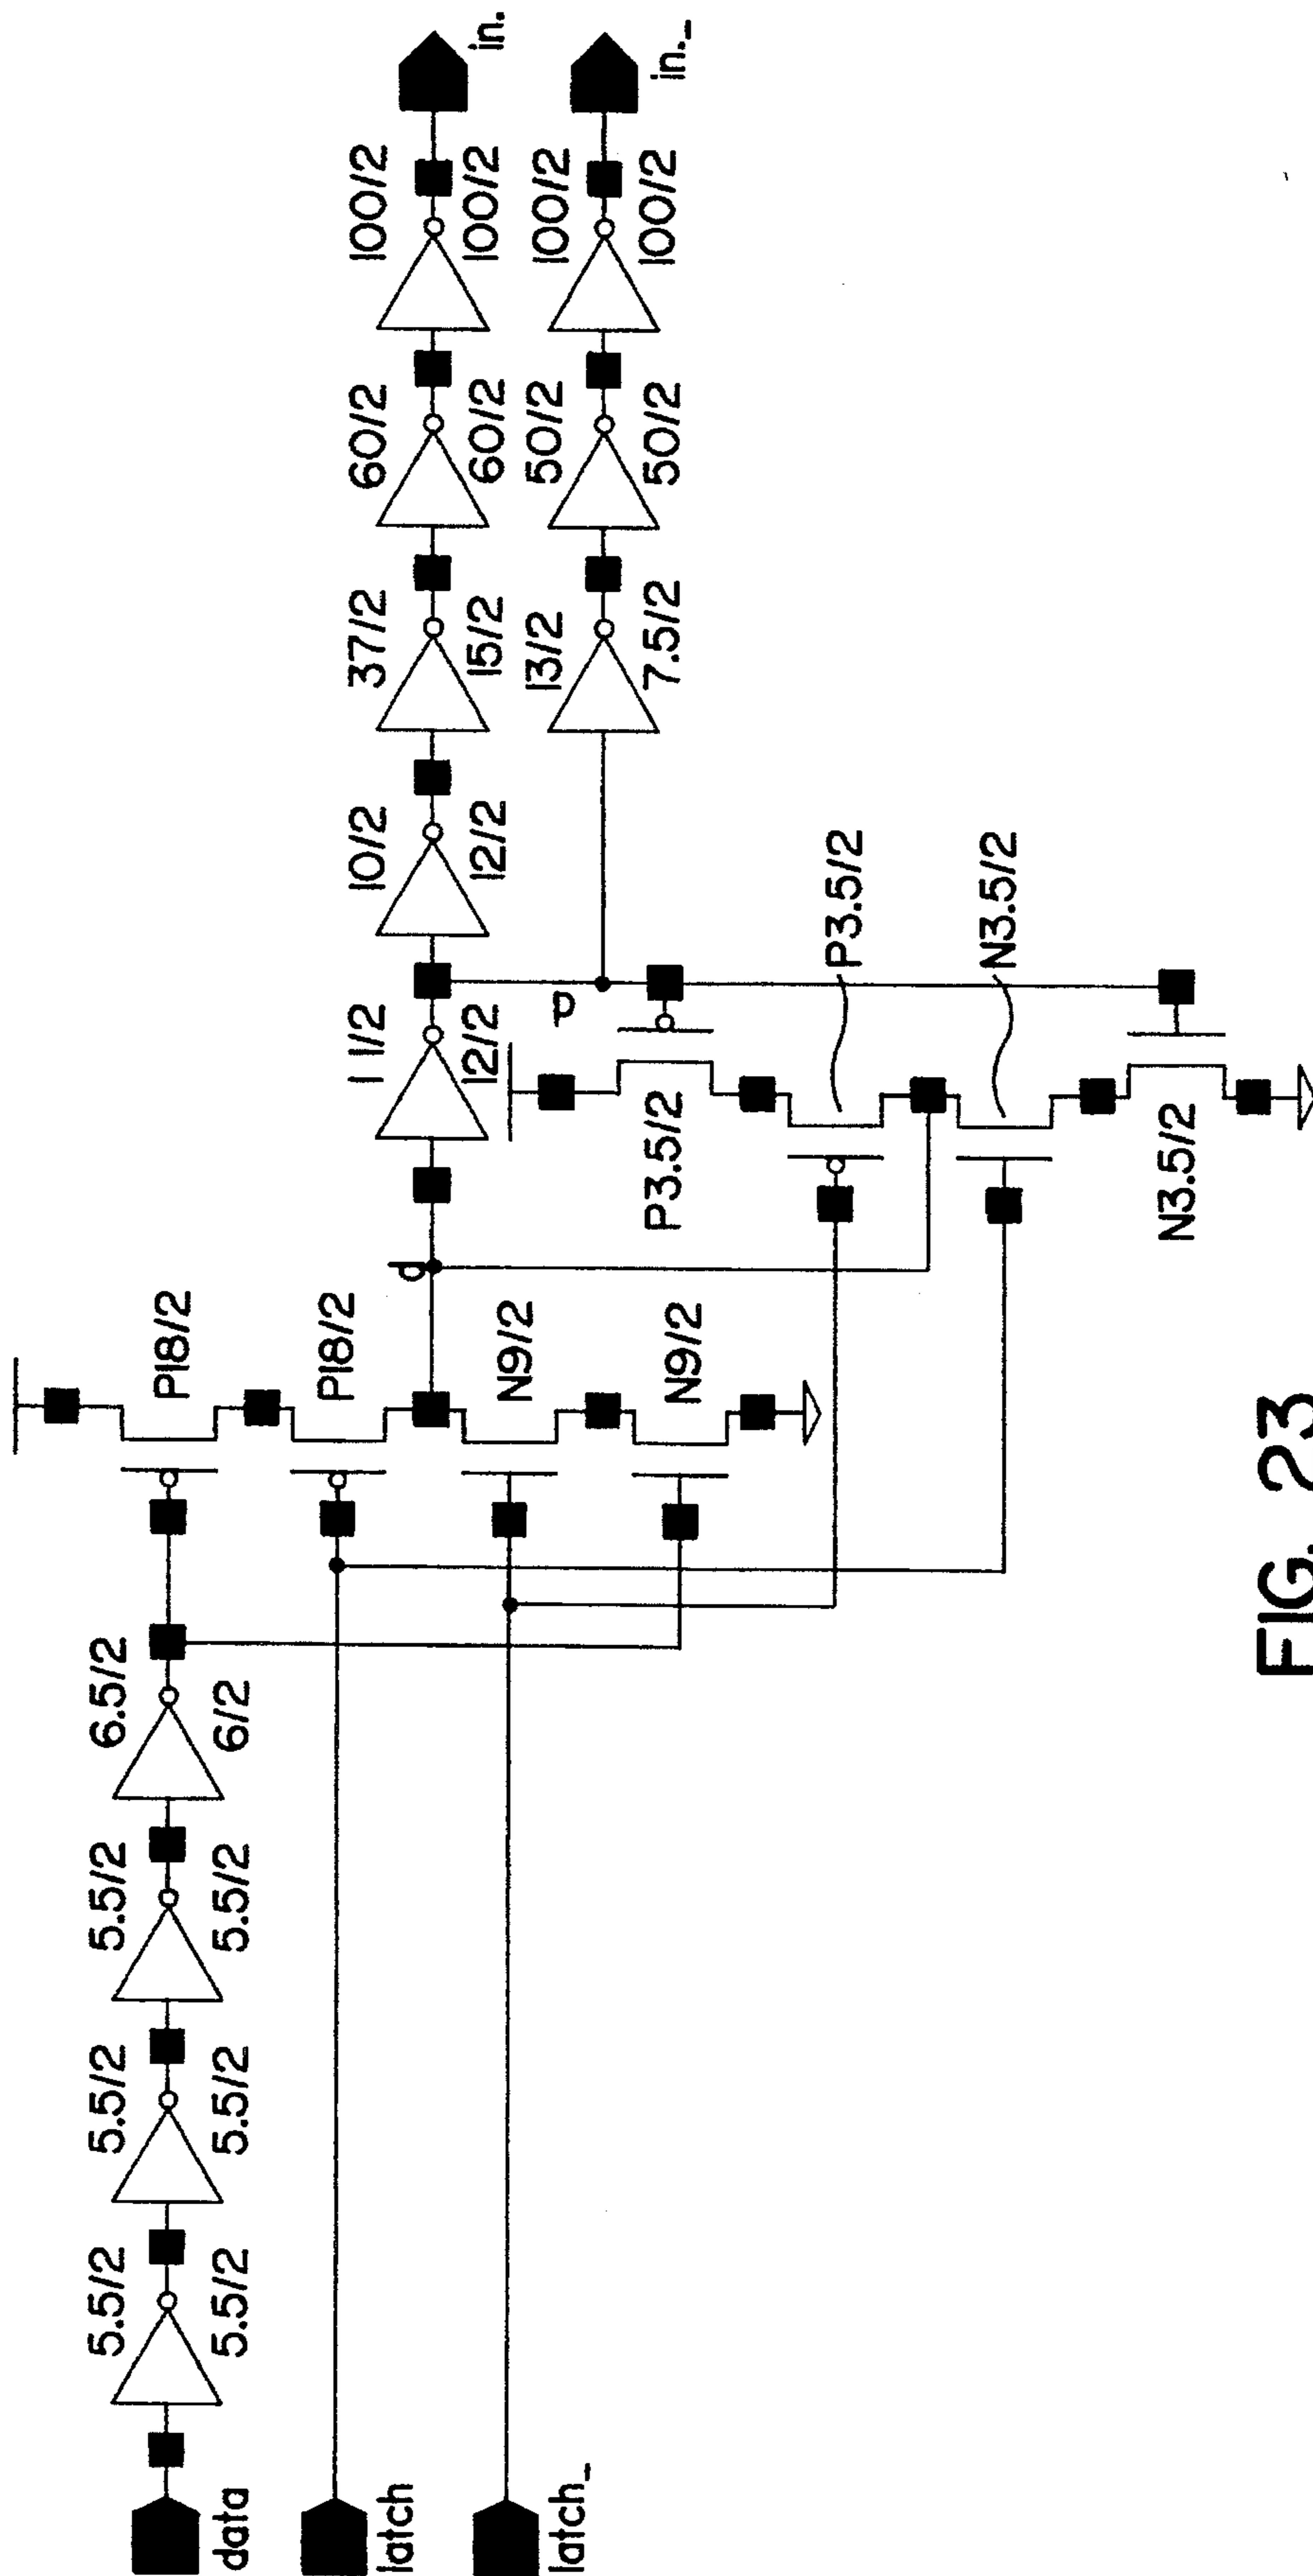 data
latch
latch_
5.5/2
5.5/2
5.5/2
5.5/2
5.5/2
5.5/2
6.5/2
6/2
P18/2
P18/2
N9/2
N9/2
d
11/2
12/2
10/2
12/2
37/2
15/2
60/2
60/2
100/2
100/2
in.
13/2
7.5/2
50/2
50/2
100/2
100/2
in._
P3.5/2
P3.5/2
N3.5/2
N3.5/2
FIG. 23